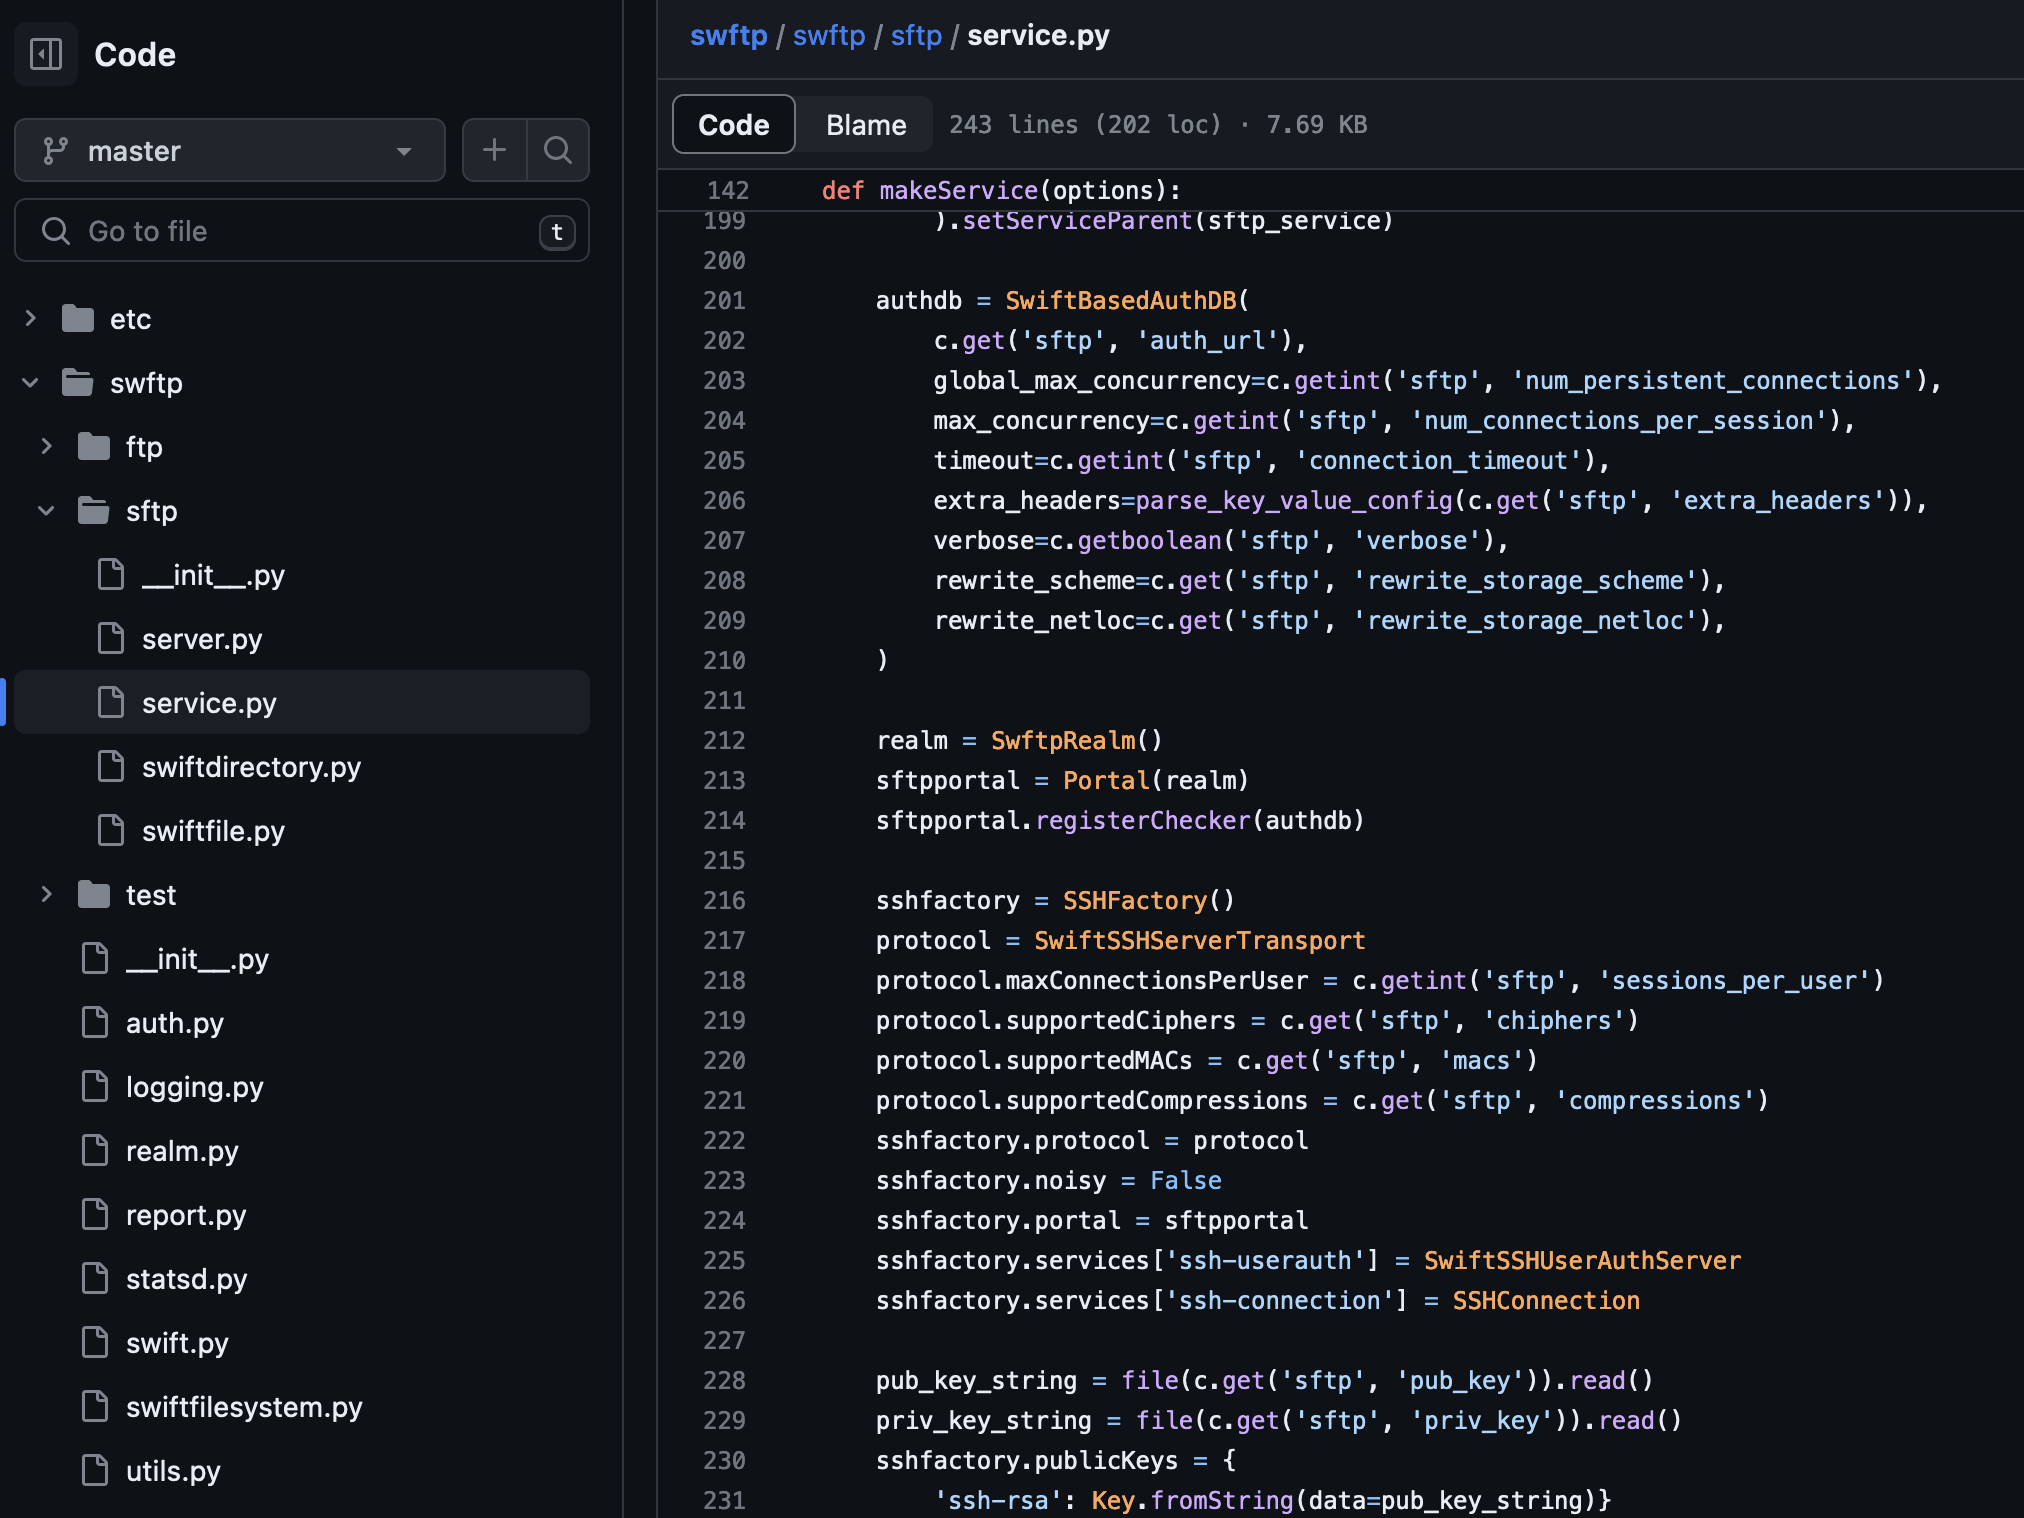 Code
master
Go to file
t
etc
swftp
ftp
sftp
__init__.py
server.py
service.py
swiftdirectory.py
swiftfile.py
test
__init__.py
auth.py
logging.py
realm.py
report.py
statsd.py
swift.py
swiftfilesystem.py
utils.py
swftp / swftp / sftp / service.py
Code Blame 243 lines (202 loc) · 7.69 KB
142 def makeService(options):
199 ).setServiceParent(sftp_service)
200
201 authdb = SwiftBasedAuthDB(
202 c.get('sftp', 'auth_url'),
203 global_max_concurrency=c.getint('sftp', 'num_persistent_connections'),
204 max_concurrency=c.getint('sftp', 'num_connections_per_session'),
205 timeout=c.getint('sftp', 'connection_timeout'),
206 extra_headers=parse_key_value_config(c.get('sftp', 'extra_headers')),
207 verbose=c.getboolean('sftp', 'verbose'),
208 rewrite_scheme=c.get('sftp', 'rewrite_storage_scheme'),
209 rewrite_netloc=c.get('sftp', 'rewrite_storage_netloc'),
210 )
211
212 realm = SwftpRealm()
213 sftpportal = Portal(realm)
214 sftpportal.registerChecker(authdb)
215
216 sshfactory = SSHFactory()
217 protocol = SwiftSSHServerTransport
218 protocol.maxConnectionsPerUser = c.getint('sftp', 'sessions_per_user')
219 protocol.supportedCiphers = c.get('sftp', 'chiphers')
220 protocol.supportedMACs = c.get('sftp', 'macs')
221 protocol.supportedCompressions = c.get('sftp', 'compressions')
222 sshfactory.protocol = protocol
223 sshfactory.noisy = False
224 sshfactory.portal = sftpportal
225 sshfactory.services['ssh-userauth'] = SwiftSSHUserAuthServer
226 sshfactory.services['ssh-connection'] = SSHConnection
227
228 pub_key_string = file(c.get('sftp', 'pub_key')).read()
229 priv_key_string = file(c.get('sftp', 'priv_key')).read()
230 sshfactory.publicKeys = {
231 'ssh-rsa': Key.fromString(data=pub_key_string)}